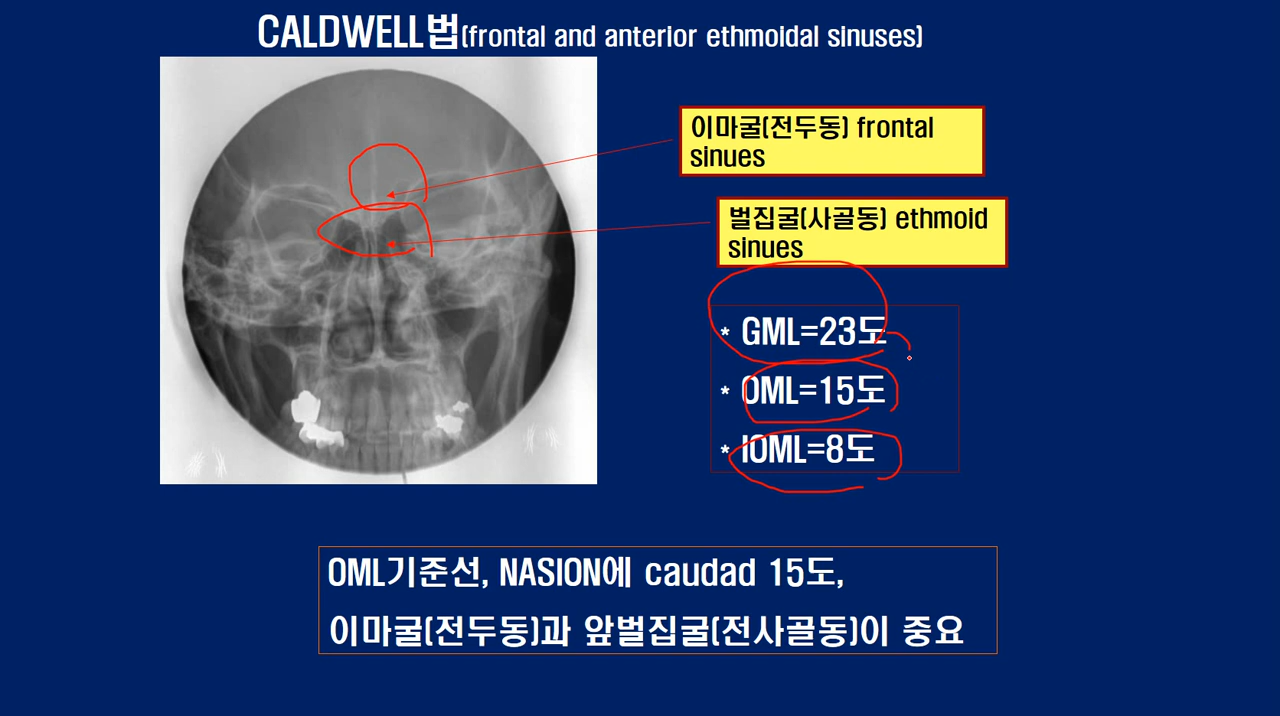 CALDWELL법(frontal and anterior ethmoidal sinuses)
이마굴(전두동) frontal
sinues
벌집굴(사골동) ethmoid
sinues
* GML=23도
* OML=15도
* IOML=8도
OML기준선, NASION에 caudad 15도,
이마굴(전두동)과 앞벌집굴(전사골동)이 중요